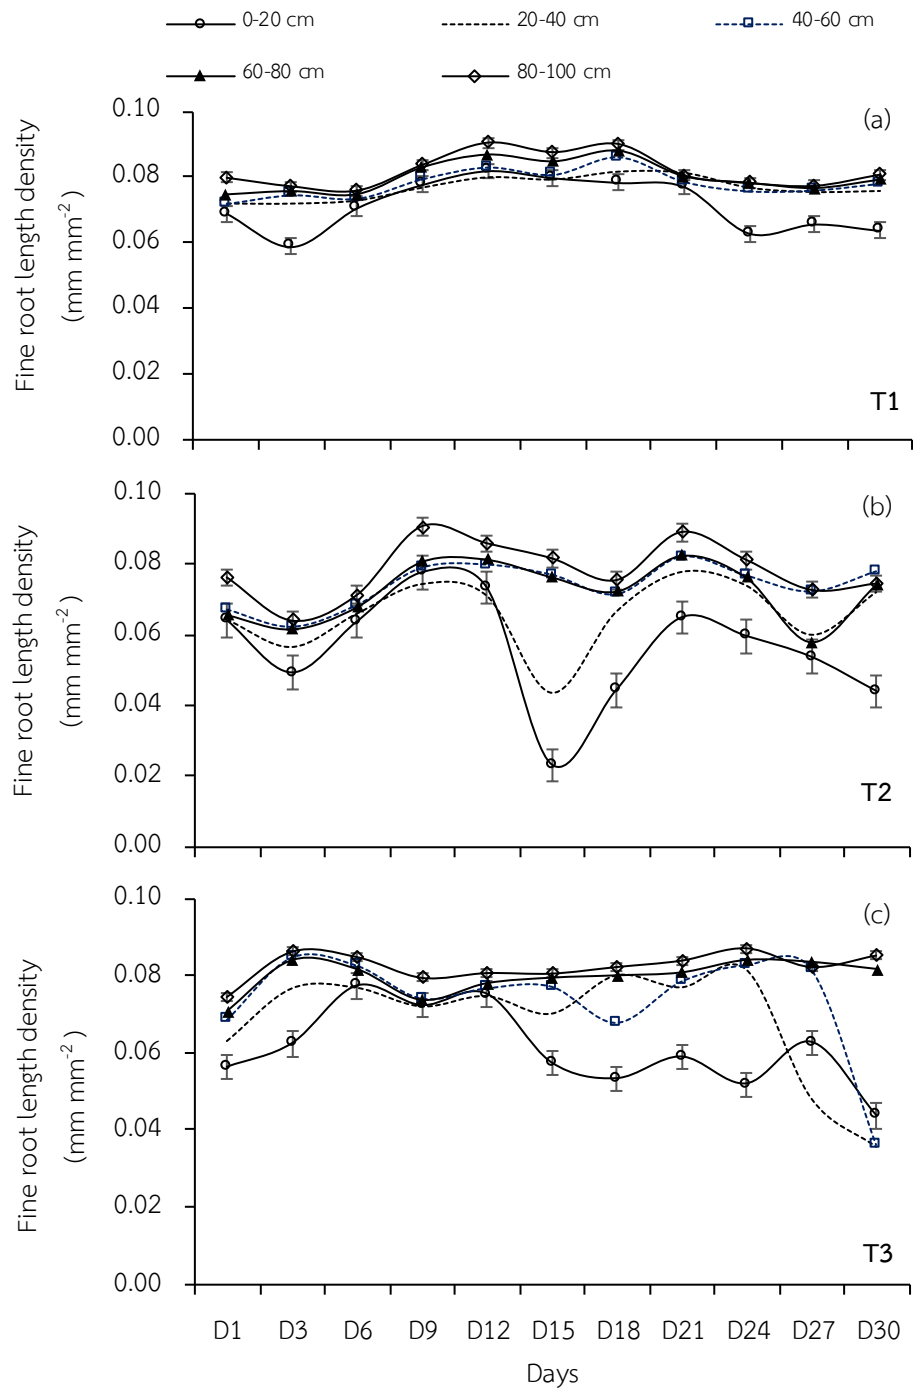 0-20 cm 20-40 cm 40-60 cm
60-80 cm 80-100 cm
(a)
Fine root length density
(mm mm⁻²)
0.10
0.08
0.06
0.04
0.02
0.00
T1
(b)
Fine root length density
(mm mm⁻²)
0.10
0.08
0.06
0.04
0.02
0.00
T2
(c)
Fine root length density
(mm mm⁻²)
0.10
0.08
0.06
0.04
0.02
0.00
T3
D1 D3 D6 D9 D12 D15 D18 D21 D24 D27 D30
Days